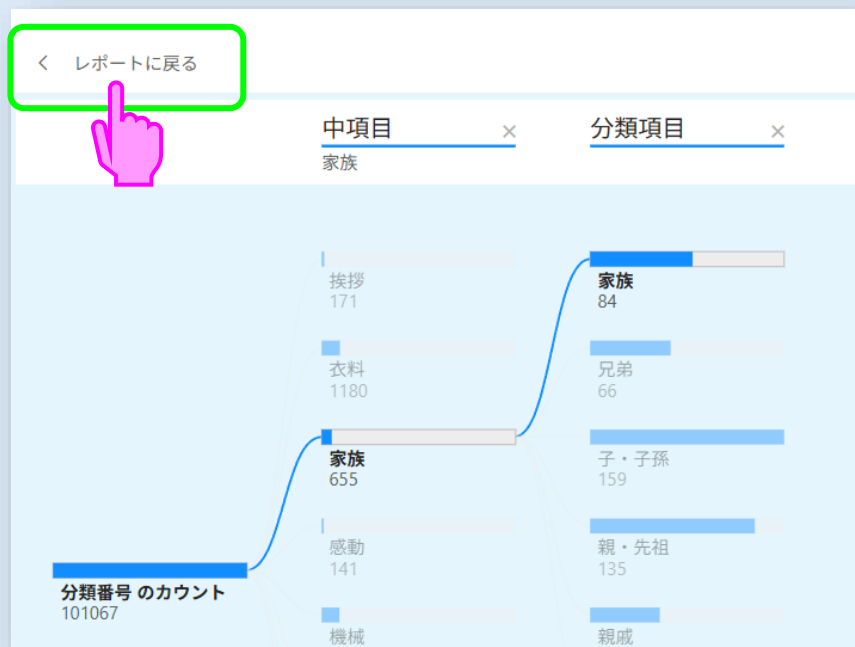 レポートに戻る
中項目
分類項目
家族
挨拶
171
衣料
1180
家族
655
感動
141
機械
家族
84
兄弟
66
子・子孫
159
親・先祖
135
親戚
分類番号 のカウント
101067